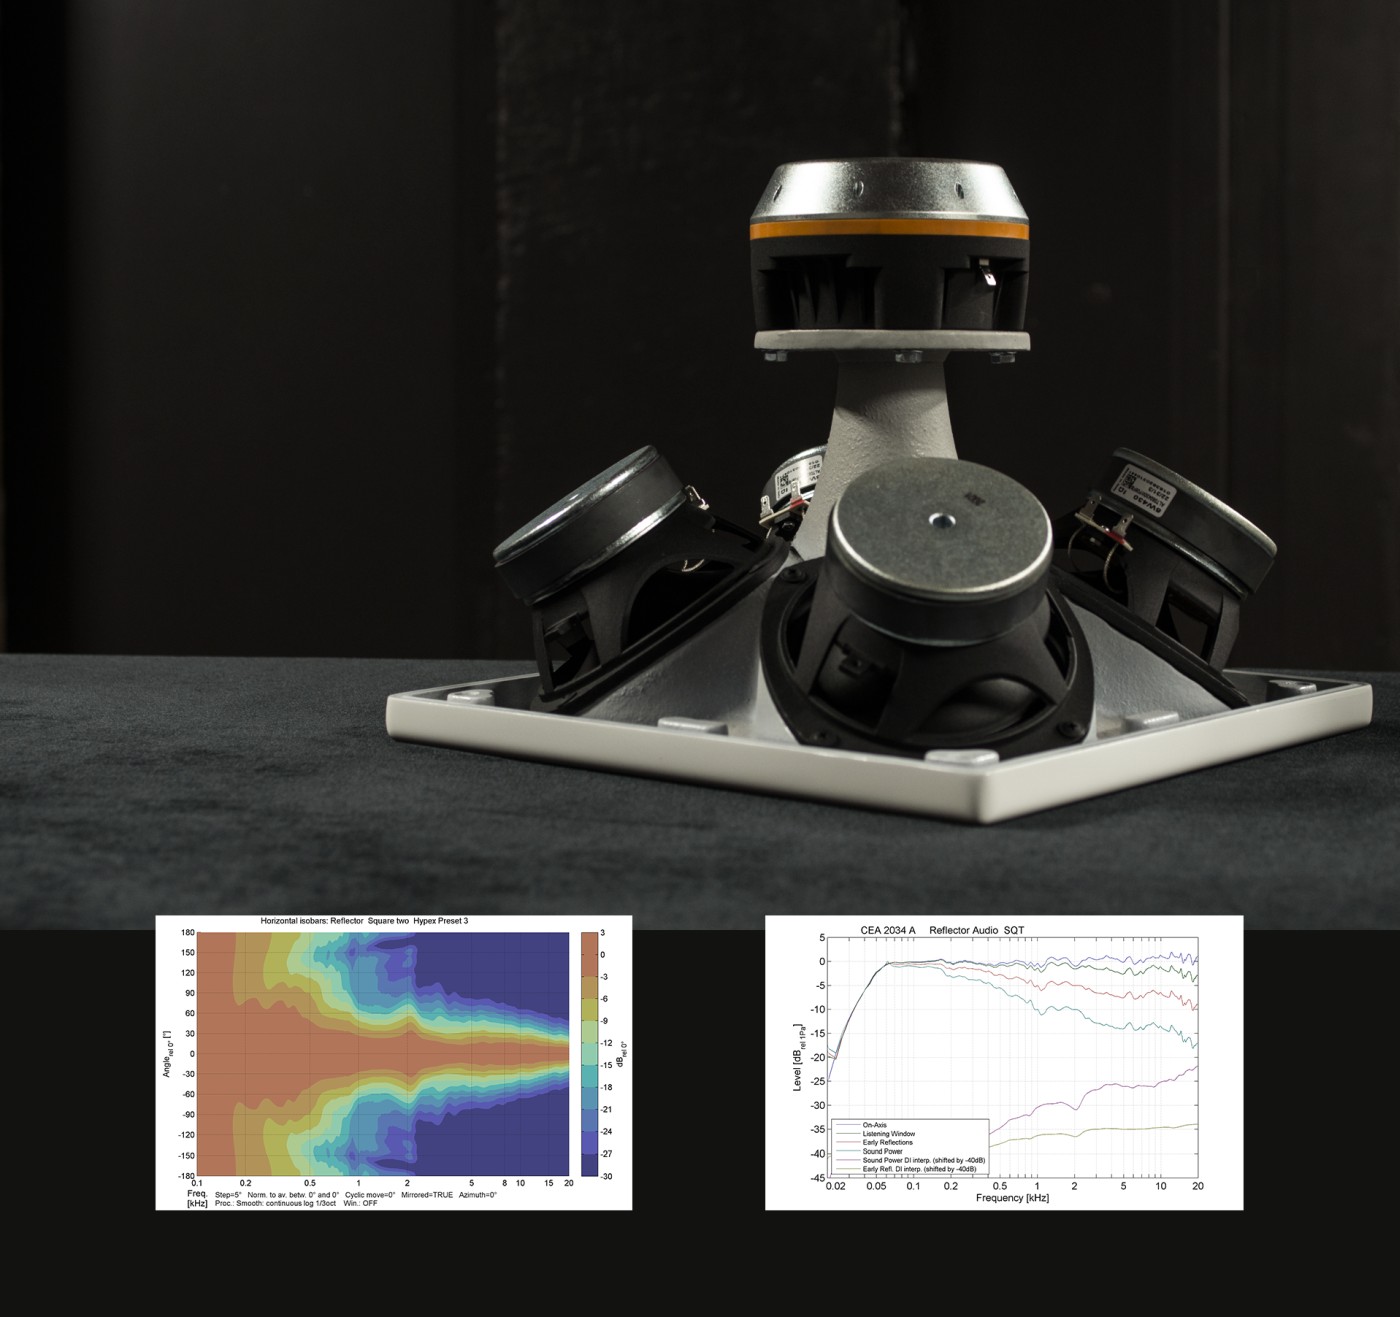 6W430
Horizontal isobars: Reflector Square two Hypex Preset 3
180
150
120
90
60
30
0
-30
-60
-90
-120
-150
-180
Angle rel 0° [°]
0.1 0.2 0.5 1 2 5 8 10 15 20
Freq. [kHz]
Step=5° Norm. to av. betw. 0° and 0° Cyclic move=0° Mirrored=TRUE Azimuth=0°
Proc.: Smooth: continuous log 1/3oct Win.: OFF
3
0
-3
-6
-9
-12
-15
-18
-21
-24
-27
-30
dB rel 0°
CEA 2034 A Reflector Audio SQT
5
0
-5
-10
-15
-20
-25
-30
-35
-40
-45
Level [dB rel 1Pa]
On-Axis
Listening Window
Early Reflections
Sound Power
Sound Power DI interp. (shifted by -40dB)
Early Refl. DI interp. (shifted by -40dB)
0.02 0.05 0.1 0.2 0.5 1 2 5 10 20
Frequency [kHz]